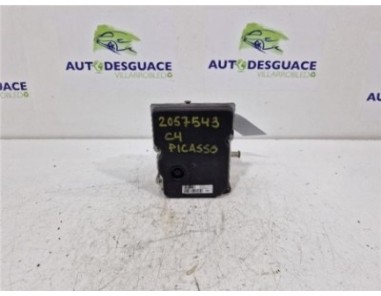 AUTODESGUACE
VILLARROBLEDO
AUTODESGUACE
VILLARROBLEDO
2057543
C4
PICASSO